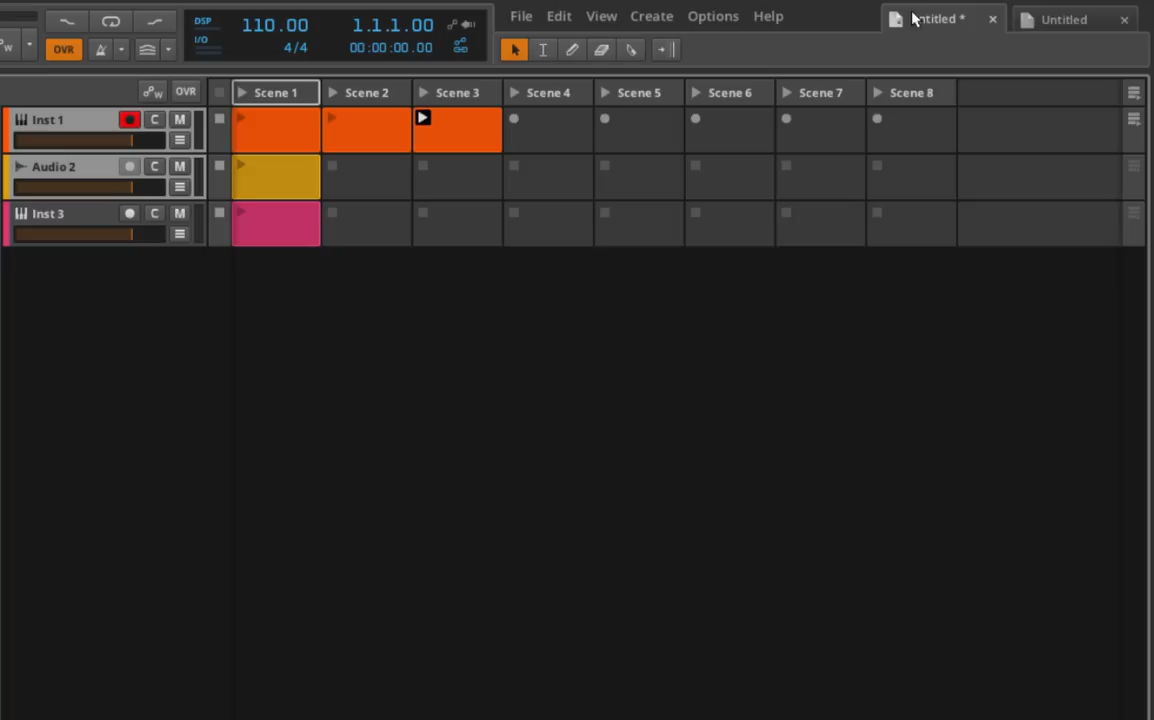 DSP
I/O
110.00
4/4
1.1.1.00
00:00:00.00
W
OVR
File Edit View Create Options Help
ntitled *
Untitled
W
OVR
Scene 1 Scene 2 Scene 3 Scene 4 Scene 5 Scene 6 Scene 7 Scene 8
Inst 1 C M
Audio 2 C M
Inst 3 C M